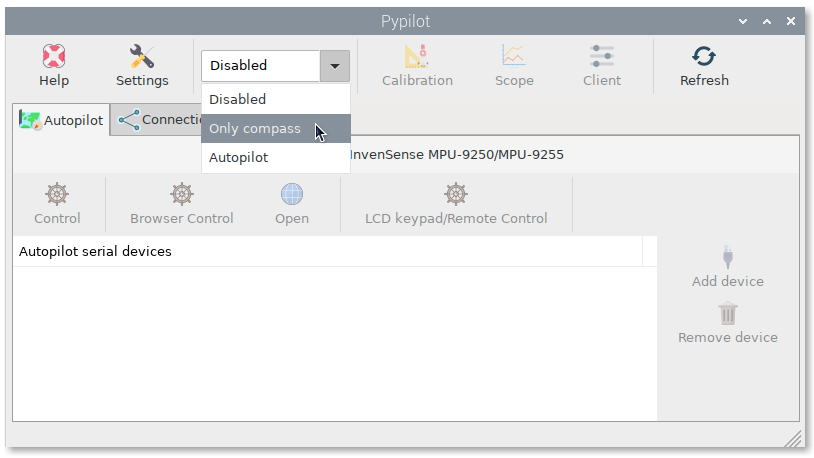 Pypilot
Help
Settings
Disabled
Calibration
Scope
Client
Refresh
Disabled
Only compass
Autopilot
Autopilot
InvenSense MPU-9250/MPU-9255
Control
Browser Control
Open
LCD keypad/Remote Control
Autopilot serial devices
Add device
Remove device